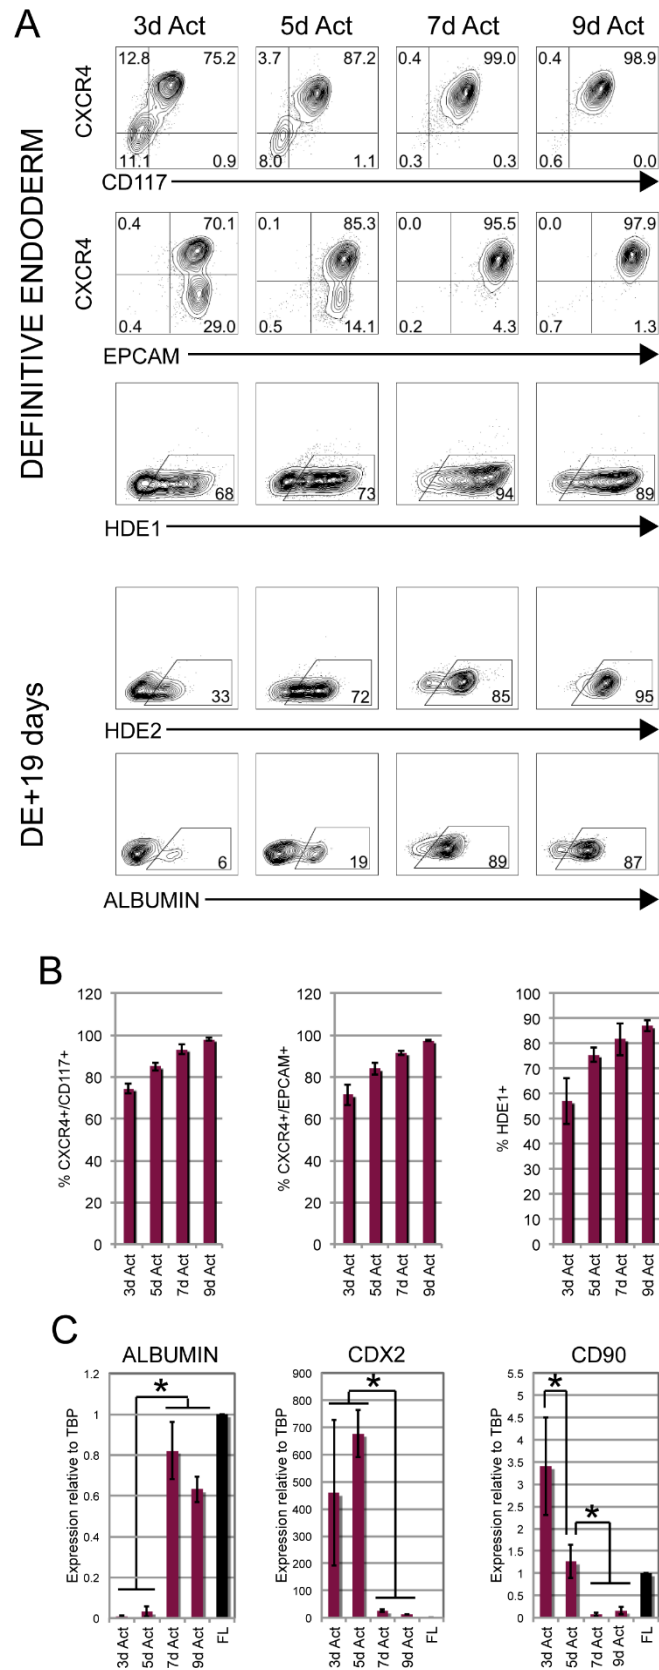 A
3d Act 5d Act 7d Act 9d Act
DEFINITIVE ENDODERM
CXCR4
12.8 75.2 3.7 87.2 0.4 99.0 0.4 98.9
11.1 0.9 8.0 1.1 0.3 0.3 0.6 0.0
CD117
CXCR4
0.4 70.1 0.1 85.3 0.0 95.5 0.0 97.9
0.4 29.0 0.5 14.1 0.2 4.3 0.7 1.3
EPCAM
68 73 94 89
HDE1
DE+19 days
33 72 85 95
HDE2
6 19 89 87
ALBUMIN
B
% CXCR4+/CD117+
120
100
80
60
40
20
0
3d Act 5d Act 7d Act 9d Act
% CXCR4+/EPCAM+
120
100
80
60
40
20
0
3d Act 5d Act 7d Act 9d Act
% HDE1+
100
90
80
70
60
50
40
30
20
10
0
3d Act 5d Act 7d Act 9d Act
C
ALBUMIN
Expression relative to TBP
1.2
1
0.8
0.6
0.4
0.2
0
*
3d Act 5d Act 7d Act 9d Act FL
CDX2
Expression relative to TBP
900
800
700
600
500
400
300
200
100
0
*
3d Act 5d Act 7d Act 9d Act FL
CD90
Expression relative to TBP
5.5
5
4.5
4
3.5
3
2.5
2
1.5
1
0.5
0
*
*
3d Act 5d Act 7d Act 9d Act FL